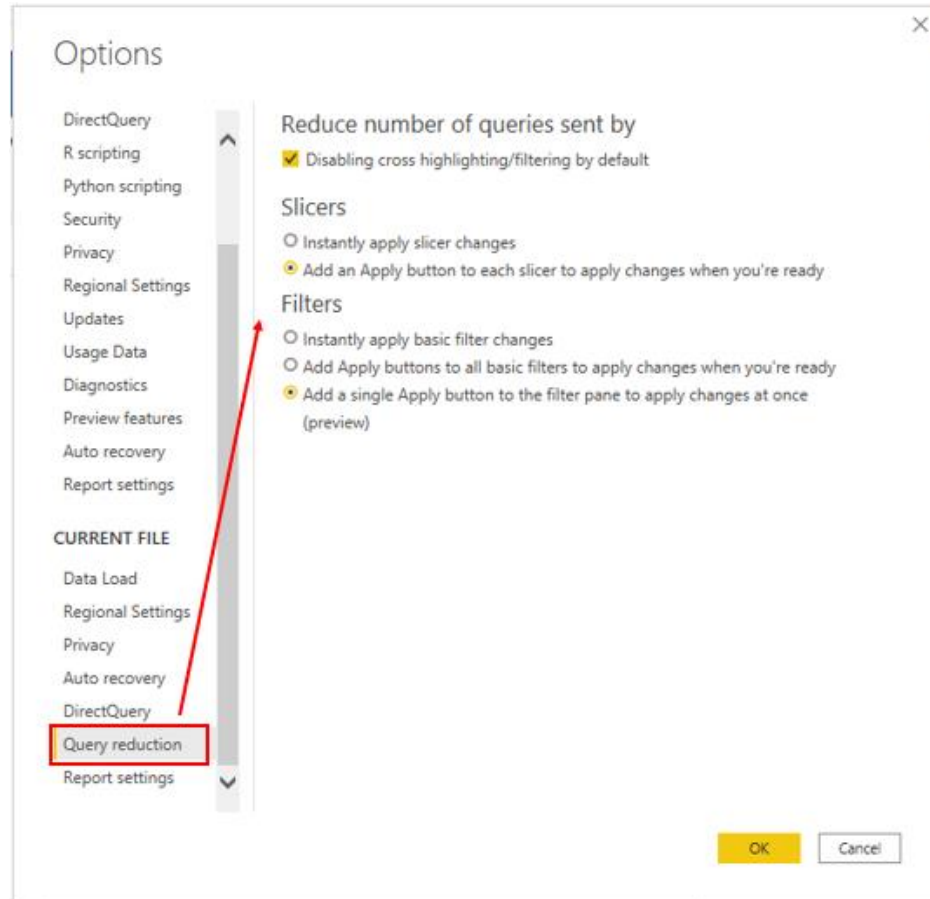 Options
DirectQuery
R scripting
Python scripting
Security
Privacy
Regional Settings
Updates
Usage Data
Diagnostics
Preview features
Auto recovery
Report settings
CURRENT FILE
Data Load
Regional Settings
Privacy
Auto recovery
DirectQuery
Query reduction
Report settings
Reduce number of queries sent by
Disabling cross highlighting/filtering by default
Slicers
Instantly apply slicer changes
Add an Apply button to each slicer to apply changes when you're ready
Filters
Instantly apply basic filter changes
Add Apply buttons to all basic filters to apply changes when you're ready
Add a single Apply button to the filter pane to apply changes at once
(preview)
OK
Cancel